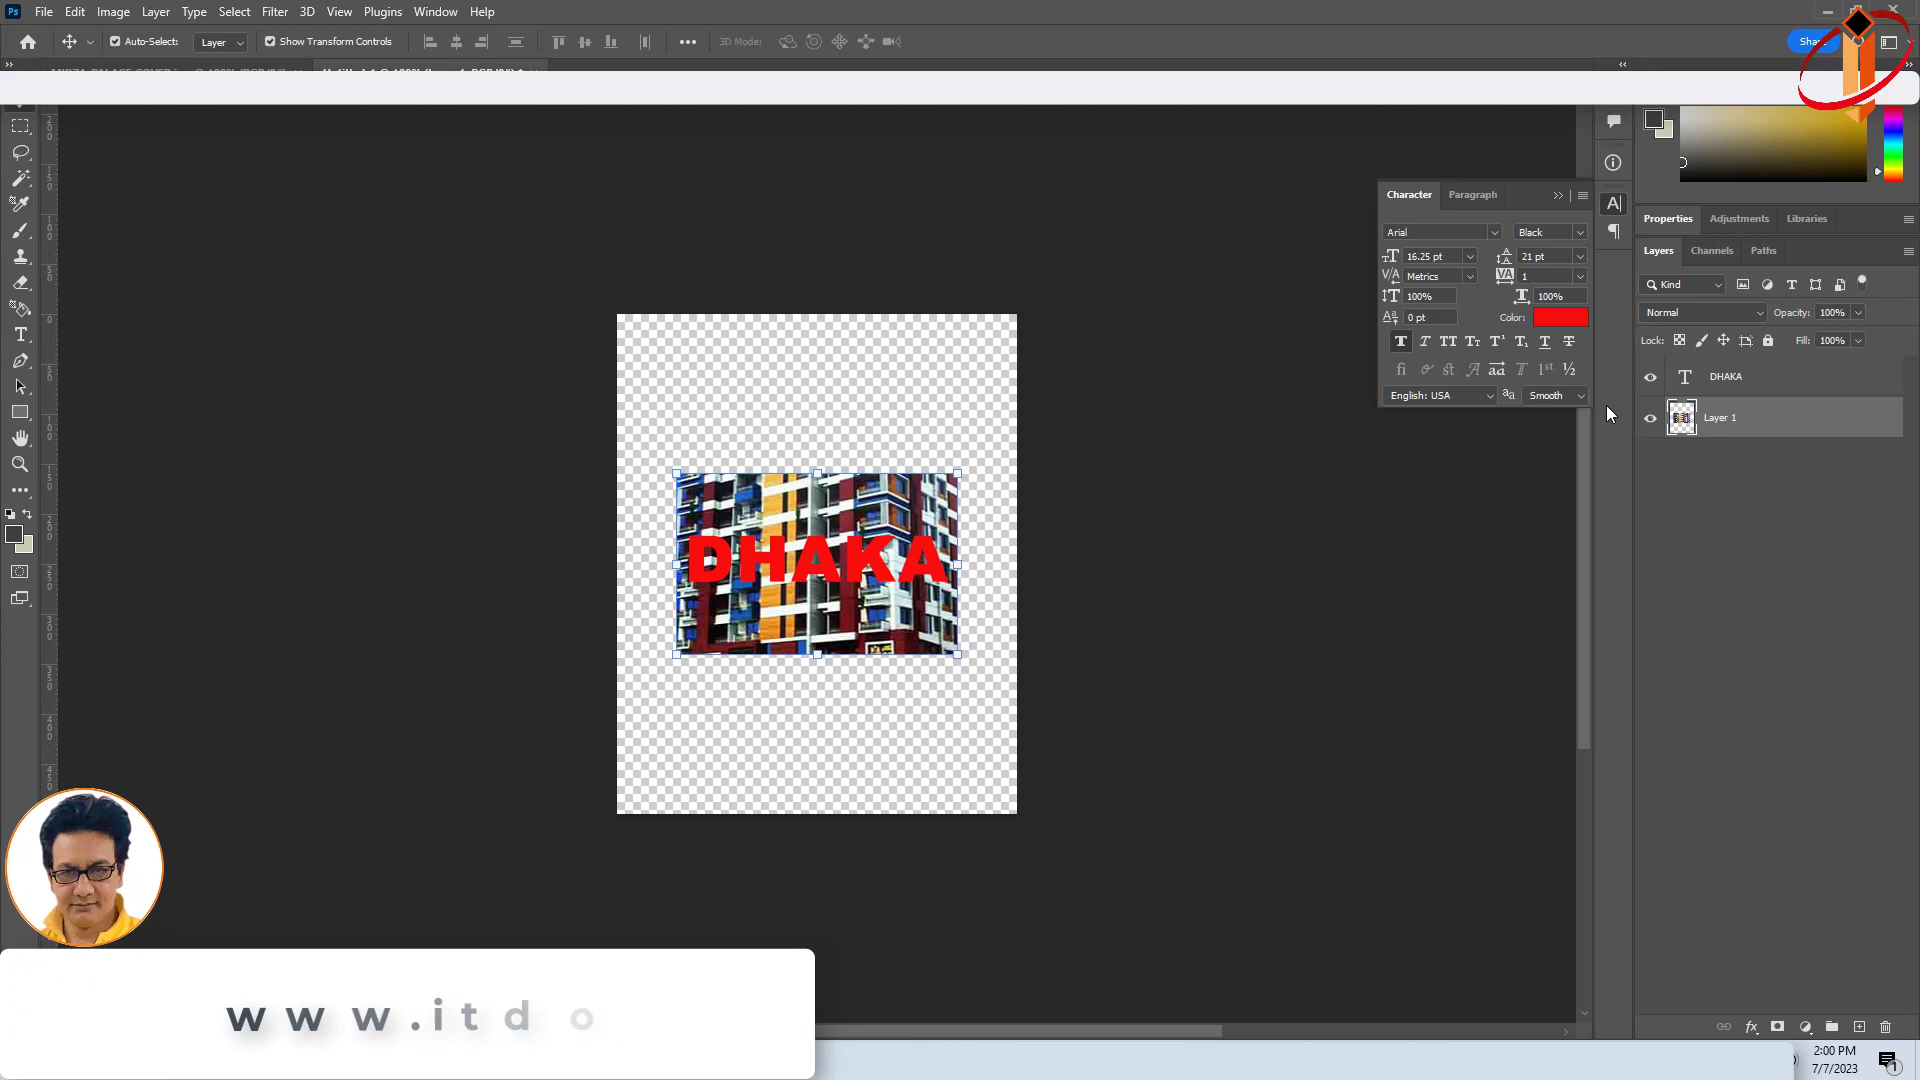 Ps File Edit Image Layer Type Select Filter 3D View Plugins Window Help
Auto-Select: Layer Show Transform Controls 3D Mode: Share
Character Paragraph
Arial Black
16.25 pt 21 pt
Metrics 1
100% 100%
0 pt Color:
English: USA Smooth
Properties Adjustments Libraries
Layers Channels Paths
Kind
Normal Opacity: 100%
Lock: Fill: 100%
DHAKA
Layer 1
DHAKA
www.itdo
2:00 PM
7/7/2023